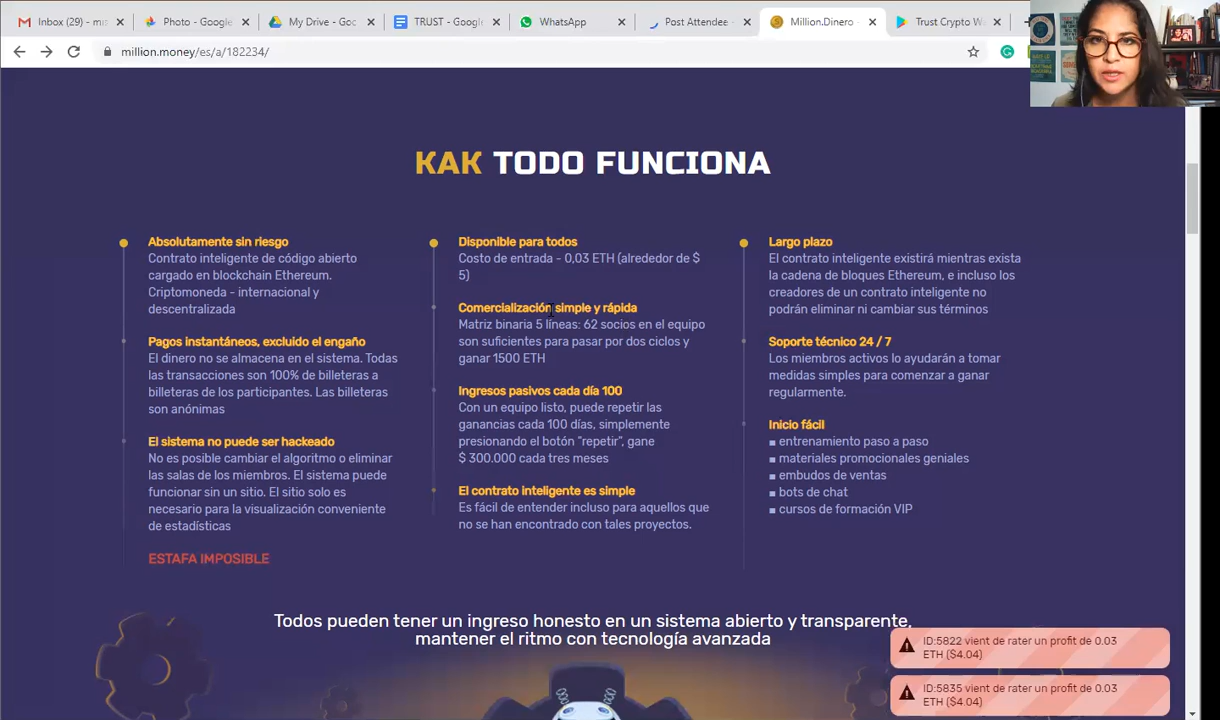 Inbox (29) - mr
Photo - Google
My Drive - Goo
TRUST - Google
WhatsApp
Post Attendee -
Million.Dinero -
Trust Crypto W
million.money/es/a/182234/
КАК TODO FUNCIONA
Absolutamente sin riesgo
Contrato inteligente de código abierto
cargado en blockchain Ethereum.
Criptomoneda - internacional y
descentralizada
Pagos instantáneos, excluido el engaño
El dinero no se almacena en el sistema. Todas
las transacciones son 100% de billeteras a
billeteras de los participantes. Las billeteras
son anónimas
El sistema no puede ser hackeado
No es posible cambiar el algoritmo o eliminar
las salas de los miembros. El sistema puede
funcionar sin un sitio. El sitio solo es
necesario para la visualización conveniente
de estadísticas
ESTAFA IMPOSIBLE
Disponible para todos
Costo de entrada - 0,03 ETH (alrededor de $
5)
Comercialización simple y rápida
Matriz binaria 5 líneas: 62 socios en el equipo
son suficientes para pasar por dos ciclos y
ganar 1500 ETH
Ingresos pasivos cada día 100
Con un equipo listo, puede repetir las
ganancias cada 100 días, simplemente
presionando el botón "repetir", gane
$ 300.000 cada tres meses
El contrato inteligente es simple
Es fácil de entender incluso para aquellos que
no se han encontrado con tales proyectos.
Largo plazo
El contrato inteligente existirá mientras exista
la cadena de bloques Ethereum, e incluso los
creadores de un contrato inteligente no
podrán eliminar ni cambiar sus términos
Soporte técnico 24 / 7
Los miembros activos lo ayudarán a tomar
medidas simples para comenzar a ganar
regularmente.
Inicio fácil
■ entrenamiento paso a paso
■ materiales promocionales geniales
■ embudos de ventas
■ bots de chat
■ cursos de formación VIP
Todos pueden tener un ingreso honesto en un sistema abierto y transparente,
mantener el ritmo con tecnología avanzada
ID:5822 vient de rater un profit de 0.03
ETH ($4.04)
ID:5835 vient de rater un profit de 0.03
ETH ($4.04)